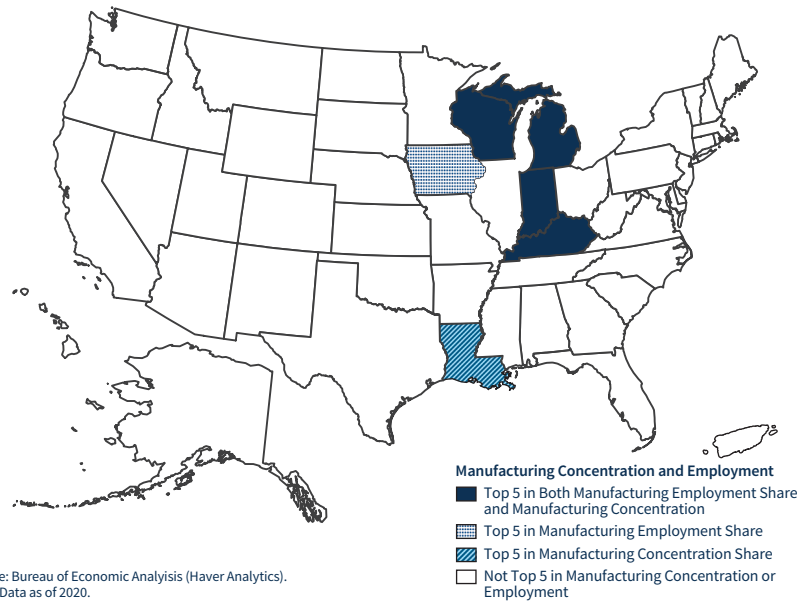 Manufacturing Concentration and Employment
Top 5 in Both Manufacturing Employment Share
and Manufacturing Concentration
Top 5 in Manufacturing Employment Share
Top 5 in Manufacturing Concentration Share
Not Top 5 in Manufacturing Concentration or
Employment
e: Bureau of Economic Analyisis (Haver Analytics).
Data as of 2020.